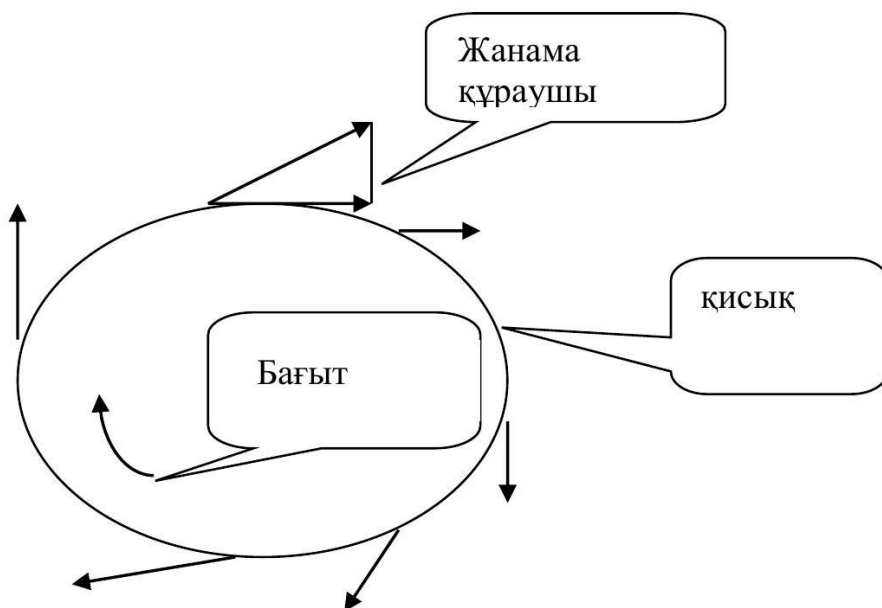 Жанама
құраушы
қисық
Бағыт